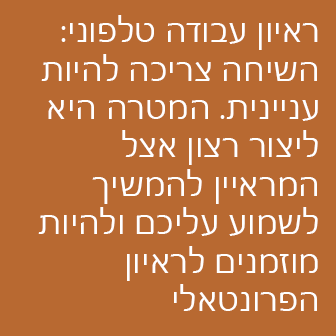 ראיון עבודה טלפוני:
השיחה צריכה להיות
עניינית. המטרה היא
ליצור רצון אצל
המראיין להמשיך
לשמוע עליכם ולהיות
מוזמנים לראיון
הפרונטאלי